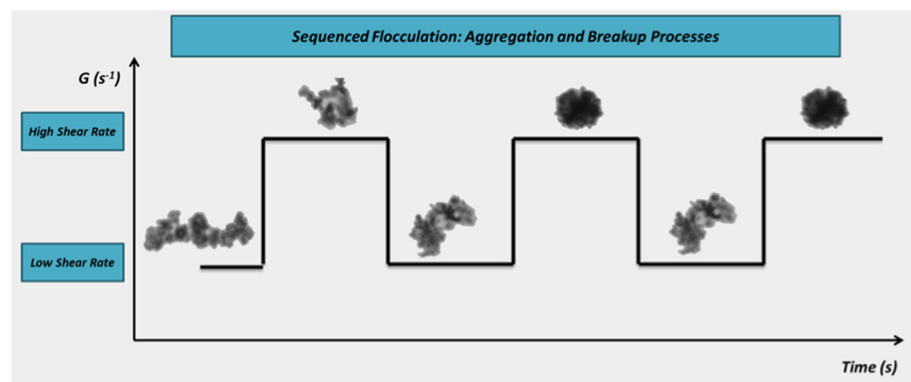 Sequenced Flocculation: Aggregation and Breakup Processes
G (s⁻¹)
High Shear Rate
Low Shear Rate
Time (s)